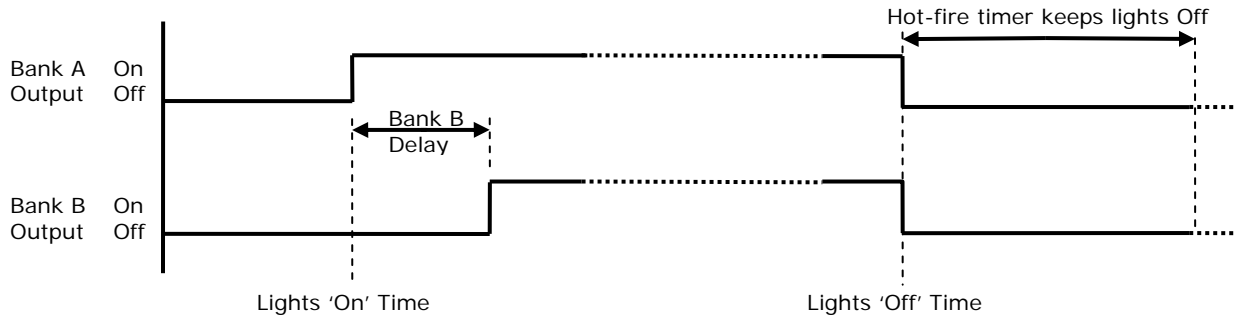 Hot-fire timer keeps lights Off
Bank A On
Output Off
Bank B
Delay
Bank B On
Output Off
Lights ‘On’ Time
Lights ‘Off’ Time